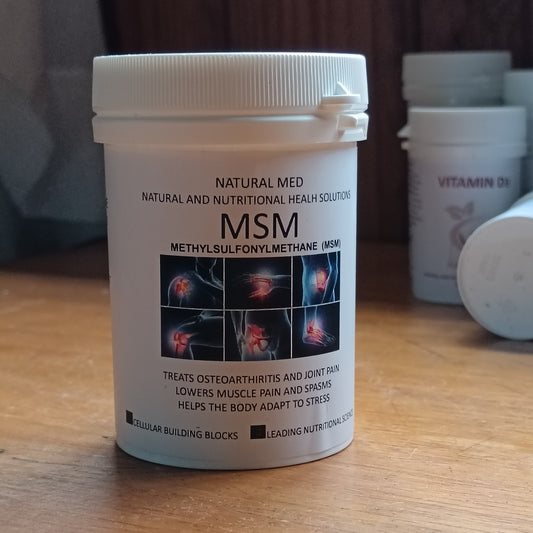 NATURAL MED
NATURAL AND NUTRITIONAL HEALH SOLUTIONS
MSM
METHYLSULFONYLMETHANE (MSM)
TREATS OSTEOARTHIRITIS AND JOINT PAIN
LOWERS MUSCLE PAIN AND SPASMS
HELPS THE BODY ADAPT TO STRESS
CELLULAR BUILDING BLOCKS LEADING NUTRITIONAL SCIENCE
VITAMIN D3